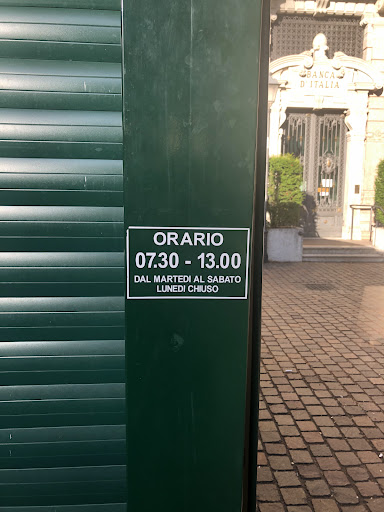 BANCA
D'ITALIA
ORARIO
07.30 - 13.00
DAL MARTEDI AL SABATO
LUNEDI CHIUSO